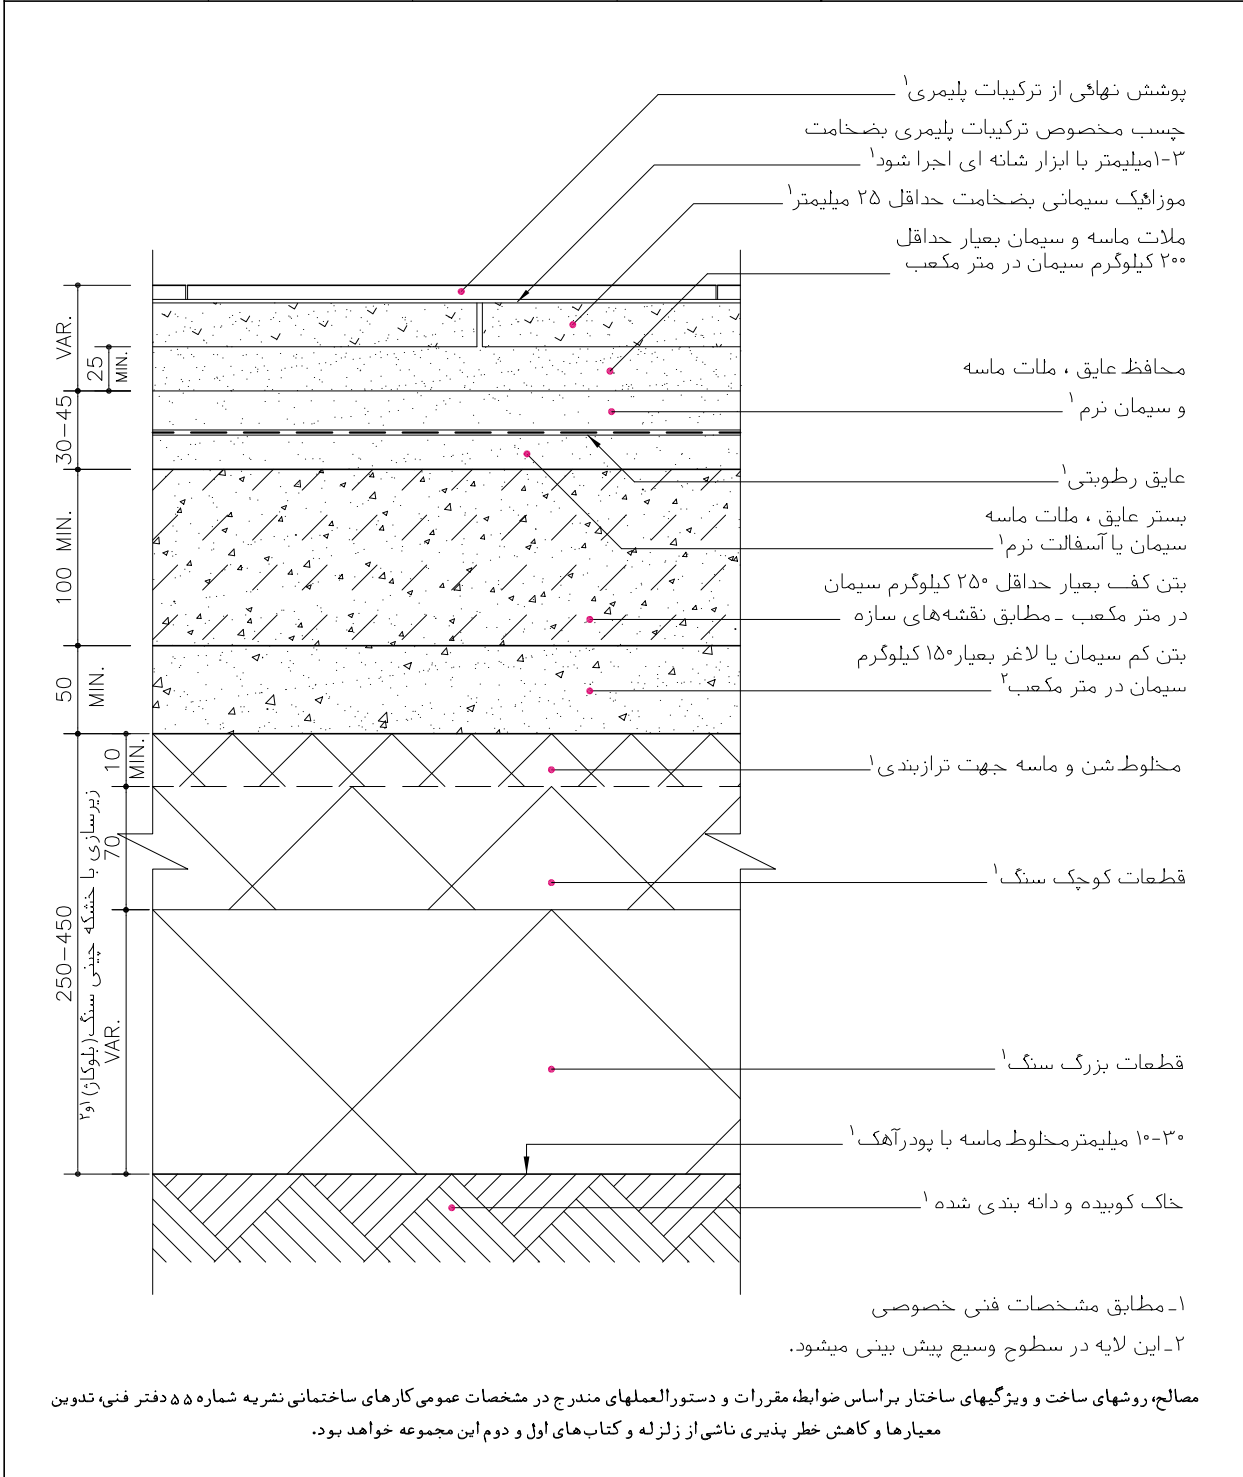 پوشش نهائی از ترکیبات پلیمری۱
چسب مخصوص ترکیبات پلیمری بضخامت
۱-۳میلیمتر با ابزار شانه ای اجرا شود۱
موزائیک سیمانی بضخامت حداقل ۲۵ میلیمتر۱
ملات ماسه و سیمان بعیار حداقل
۲۰۰ کیلوگرم سیمان در متر مکعب
محافظ عایق ، ملات ماسه
و سیمان نرم۱
عایق رطوبتی۱
بستر عایق ، ملات ماسه
سیمان یا آسفالت نرم۱
بتن کف بعیار حداقل ۲۵۰ کیلوگرم سیمان
در متر مکعب ـ مطابق نقشه‌های سازه
بتن کم سیمان یا لاغر بعیار۱۵۰ کیلوگرم
سیمان در متر مکعب۲
مخلوط شن و ماسه جهت ترازبندی۱
قطعات کوچک سنگ۱
قطعات بزرگ سنگ۱
۱۰-۳۰ میلیمترمخلوط ماسه با پودرآهک۱
خاک کوبیده و دانه بندی شده۱
VAR.
25
MIN.
30-45
100 MIN.
50
MIN.
10
MIN.
70
VAR.
250-450
زیرسازی با خشکه چینی سنگ(بلوکاژ)۱و۲
۱ـ مطابق مشخصات فنی خصوصی
۲ـ این لایه در سطوح وسیع پیش بینی میشود.
مصالح، روشهای ساخت و ویژگیهای ساختار براساس ضوابط، مقررات و دستورالعملهای مندرج در مشخصات عمومی کارهای ساختمانی نشریه شماره ۵۵ دفتر فنی، تدوین
معیارها و کاهش خطر پذیری ناشی از زلزله و کتاب‌های اول و دوم این مجموعه خواهد بود.